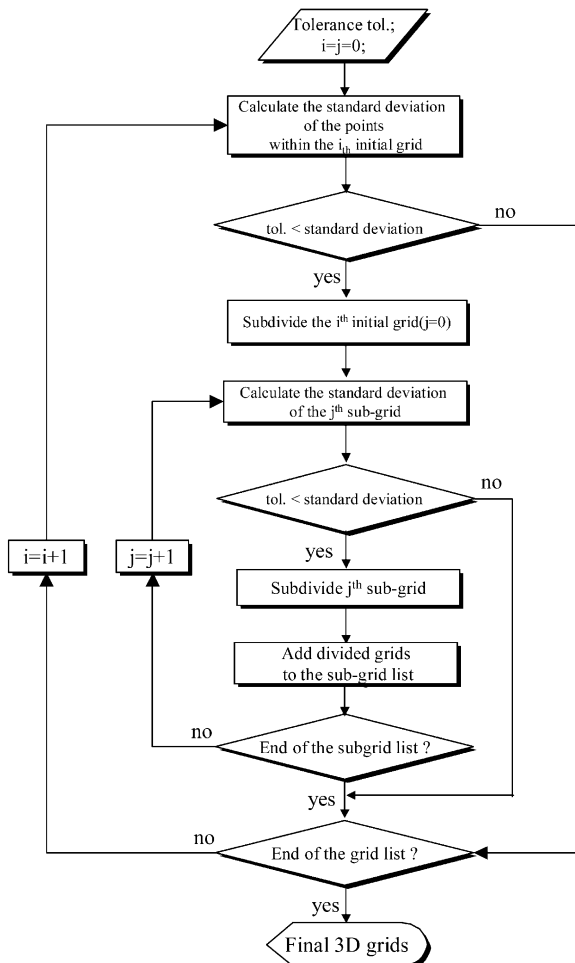 Tolerance tol.;
i=j=0;
Calculate the standard deviation
of the points
within the ith initial grid
tol. < standard deviation
no
yes
Subdivide the ith initial grid(j=0)
Calculate the standard deviation
of the jth sub-grid
tol. < standard deviation
no
yes
i=i+1
j=j+1
Subdivide jth sub-grid
Add divided grids
to the sub-grid list
no
End of the subgrid list ?
yes
no
End of the grid list ?
yes
Final 3D grids